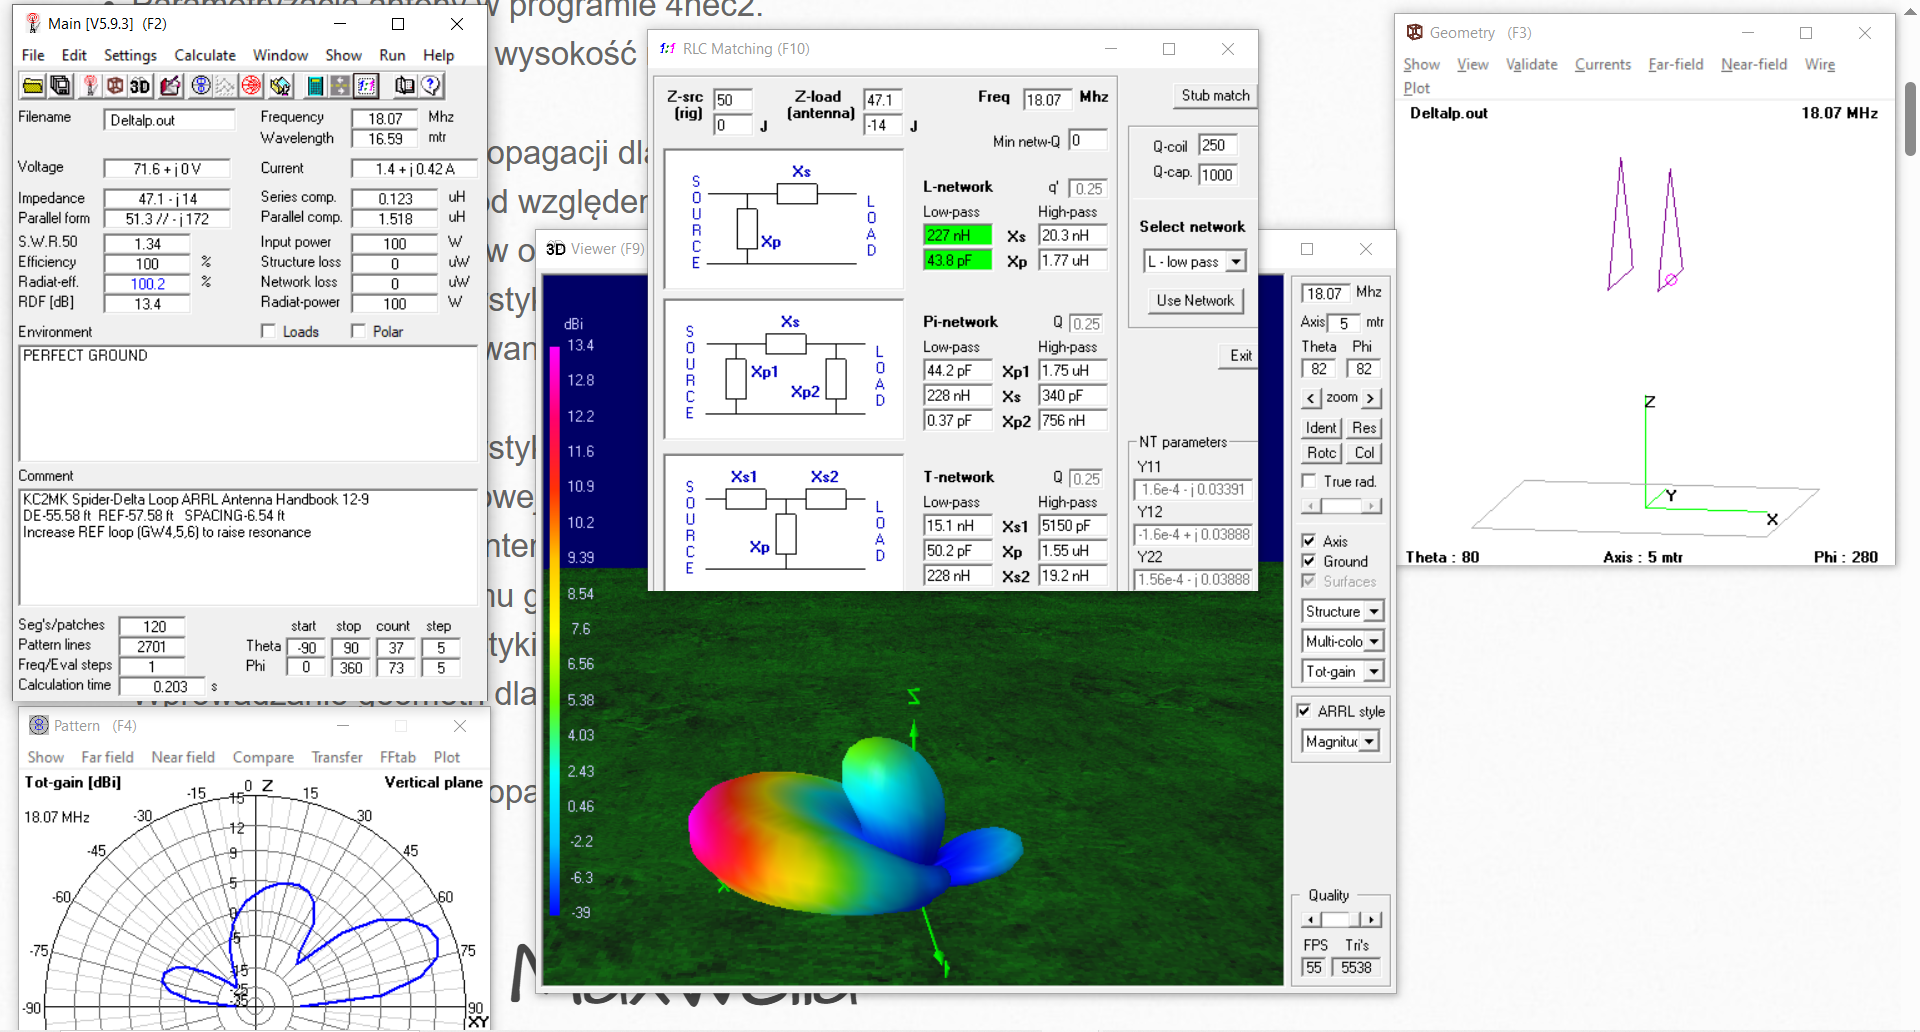 Parametryzacja anteny w programie 4nec2.
wysokość
opagacji dla
od względem
w o
styk
wan
styk
owej
nten
mu g
tyki
Wprowadzanie geometrii dla
opa
Main [V5.9.3] (F2)
File Edit Settings Calculate Window Show Run Help
3D
Filename Deltalp.out Frequency 18.07 Mhz
Wavelength 16.59 mtr
Voltage 71.6 + j 0 V Current 1.4 + j 0.42 A
Impedance 47.1 - j 14 Series comp. 0.123 uH
Parallel form 51.3 // - j 172 Parallel comp. 1.518 uH
S.W.R.50 1.34 Input power 100 W
Efficiency 100 % Structure loss 0 uW
Radiat-eff. 100.2 % Network loss 0 uW
RDF [dB] 13.4 Radiat-power 100 W
Environment Loads Polar
PERFECT GROUND
Comment
KC2MK Spider-Delta Loop ARRL Antenna Handbook 12-9
DE-55.58 ft REF-57.58 ft SPACING-6.54 ft
Increase REF loop (GW4,5,6) to raise resonance
Seg's/patches 120 start stop count step
Pattern lines 2701 Theta -90 90 37 5
Freq/Eval steps 1 Phi 0 360 73 5
Calculation time 0.203 s
Pattern (F4)
Show Far field Near field Compare Transfer FFtab Plot
Tot-gain [dBi] 0 Z Vertical plane
18.07 MHz
-15 15
-30 30
-45 45
-60 60
-75 75
-90 90
XY
15
12
9
5
0
-5
-15
-25
-35
RLC Matching (F10)
Z-src (rig) 50 Z-load (antenna) 47.1 Freq 18.07 Mhz
0 J -14 J
Min netw-Q 0
Stub match
Q-coil 250
Q-cap. 1000
Select network
L - low pass
Use Network
Exit
SOURCE Xs Xp LOAD
L-network q' 0.25
Low-pass High-pass
227 nH Xs 20.3 nH
43.8 pF Xp 1.77 uH
SOURCE Xs Xp1 Xp2 LOAD
Pi-network Q 0.25
Low-pass High-pass
44.2 pF Xp1 1.75 uH
228 nH Xs 340 pF
0.37 pF Xp2 756 nH
SOURCE Xs1 Xs2 Xp LOAD
T-network Q 0.25
Low-pass High-pass
15.1 nH Xs1 5150 pF
50.2 pF Xp 1.55 uH
228 nH Xs2 19.2 nH
NT parameters
Y11
1.6e-4 - j 0.03391
Y12
-1.6e-4 + j 0.03888
Y22
1.56e-4 - j 0.03888
3D Viewer (F9)
dBi
13.4
12.8
12.2
11.6
10.9
10.2
9.39
8.54
7.6
6.56
5.38
4.03
2.43
0.46
-2.2
-6.3
-39
Z
X
18.07 Mhz
Axis 5 mtr
Theta Phi
82 82
< zoom >
Ident Res
Rotc Col
True rad.
Axis
Ground
Surfaces
Structure
Multi-colo
Tot-gain
ARRL style
Magnituc
Quality
FPS Tri's
55 5538
Geometry (F3)
Show View Validate Currents Far-field Near-field Wire
Plot
Deltalp.out 18.07 MHz
Z
Y
X
Theta : 80 Axis : 5 mtr Phi : 280